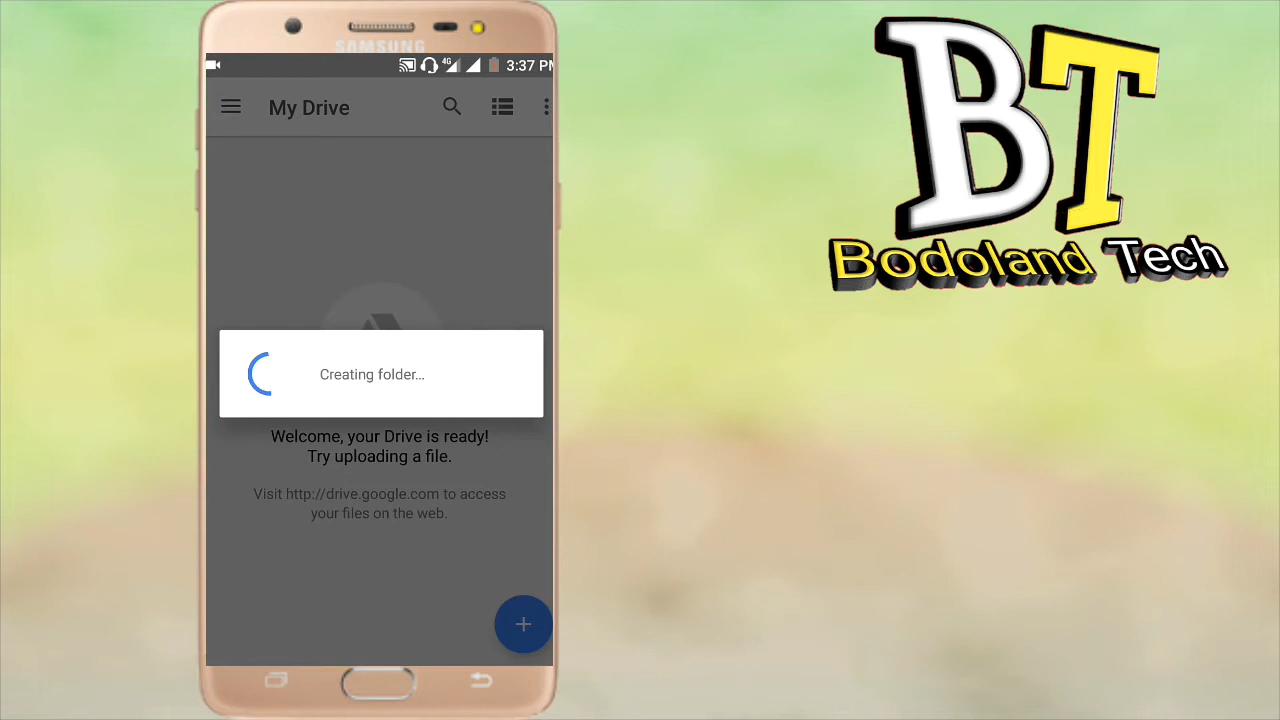 SAMSUNG
4G 3:37 PM
My Drive
Creating folder...
Welcome, your Drive is ready!
Try uploading a file.
Visit http://drive.google.com to access
your files on the web.
BT
Bodoland Tech